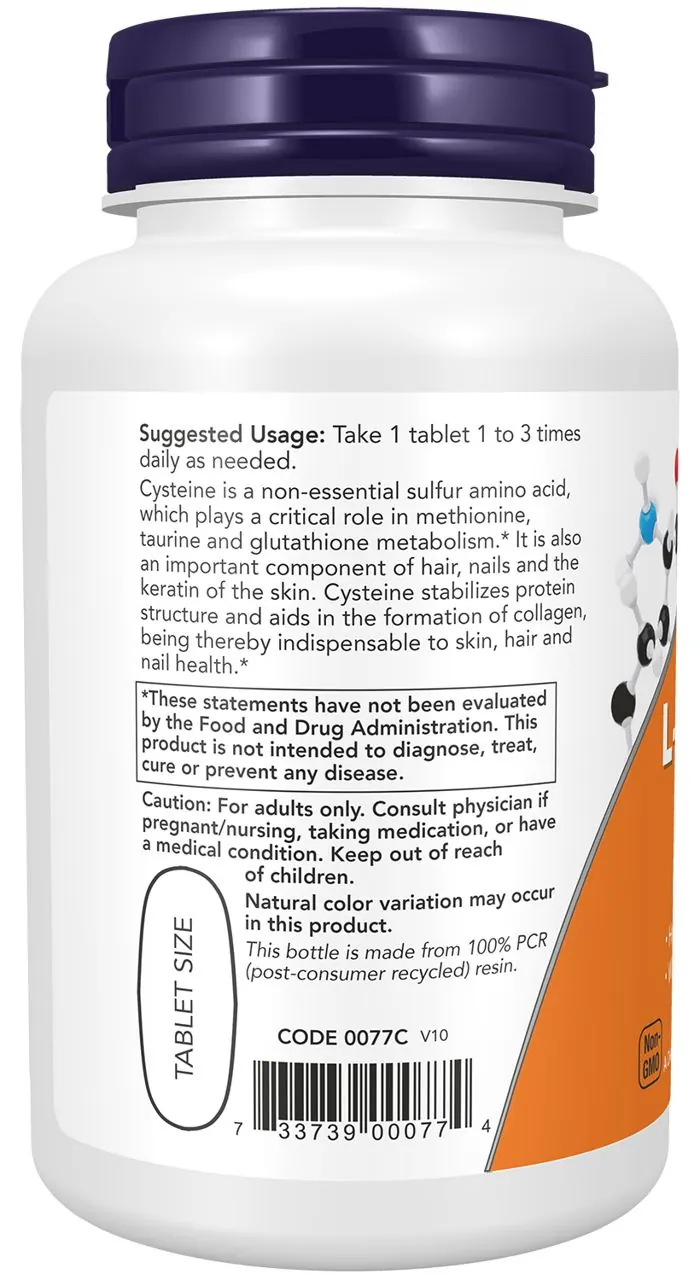 Suggested Usage: Take 1 tablet 1 to 3 times
daily as needed.
Cysteine is a non-essential sulfur amino acid,
which plays a critical role in methionine,
taurine and glutathione metabolism.* It is also
an important component of hair, nails and the
keratin of the skin. Cysteine stabilizes protein
structure and aids in the formation of collagen,
being thereby indispensable to skin, hair and
nail health.*
*These statements have not been evaluated
by the Food and Drug Administration. This
product is not intended to diagnose, treat,
cure or prevent any disease.
Caution: For adults only. Consult physician if
pregnant/nursing, taking medication, or have
a medical condition. Keep out of reach
of children.
Natural color variation may occur
in this product.
This bottle is made from 100% PCR
(post-consumer recycled) resin.
TABLET SIZE
CODE 0077C V10
7 33739 00077 4
L-
Non-
GMO